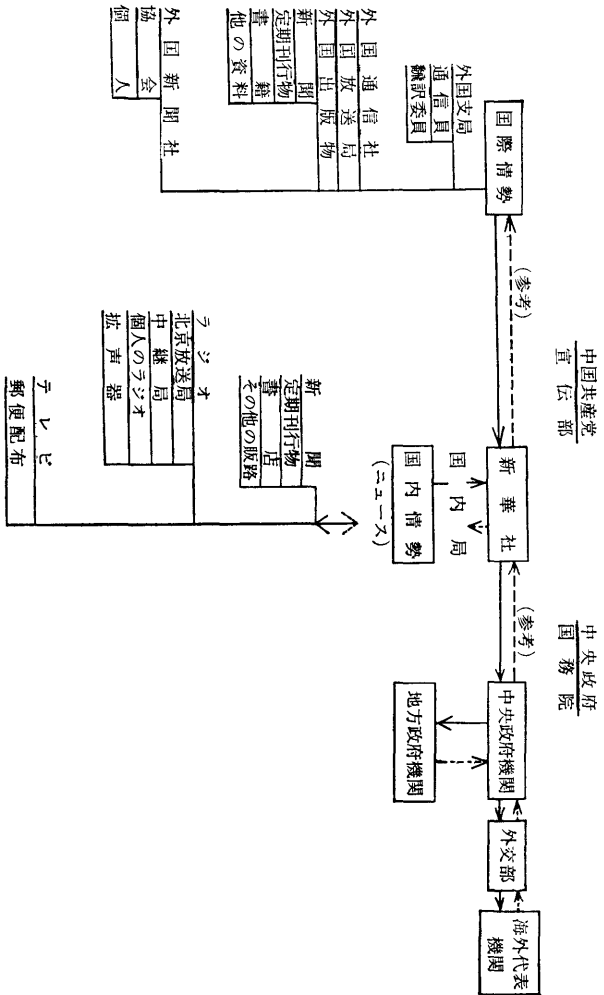 中国共産党
宣伝部
中央政府
国務院
国際情勢
(参考)
新華社
(参考)
中央政府機関
外交部
海外代表
機関
外国支局
通信員
翻訳委員
外国通信社
外国放送局
外国出版物
新聞
定期刊行物
書籍
他の資料
外国新聞社
協会
個人
国内局
国内情勢
(ニュース)
地方政府機関
新聞
定期刊行物
書店
その他の販路
ラジオ
北京放送局
中継局
個人のラジオ
拡声器
テレビ
郵便配布